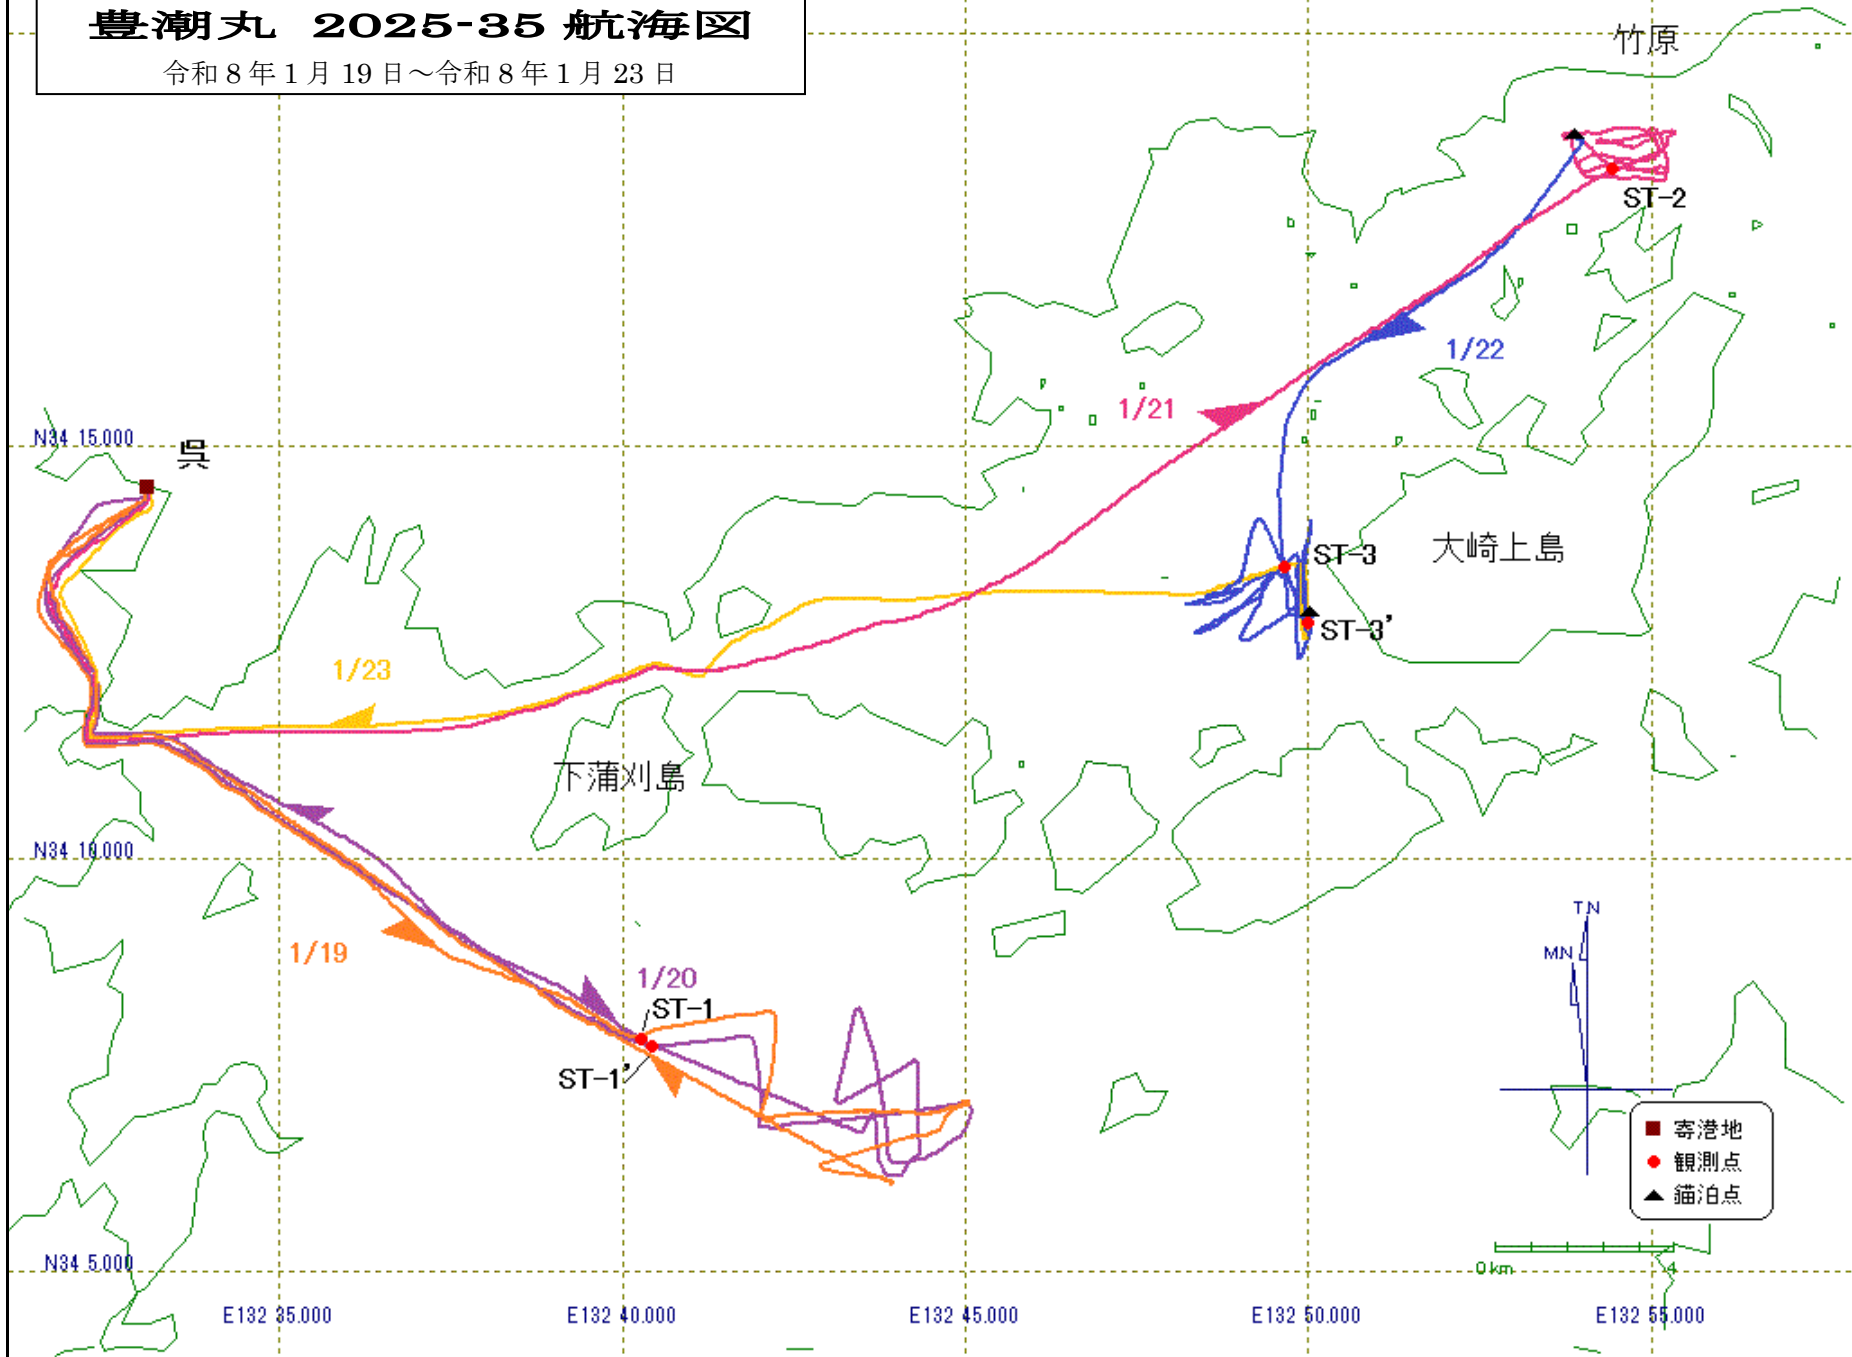 豊潮丸 2025-35 航海図
令和8年1月19日～令和8年1月23日
竹原
ST-2
1/22
1/21
N34 15.000
呉
ST-3
大崎上島
ST-3'
1/23
下蒲刈島
N34 10.000
1/19
1/20
ST-1
ST-1'
TN
MN
寄港地
観測点
錨泊点
N34 5.000
0km
4
E132 35.000
E132 40.000
E132 45.000
E132 50.000
E132 55.000